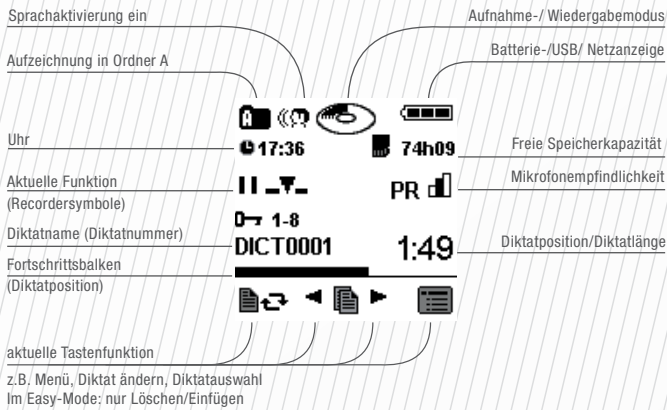 Sprachaktivierung ein
Aufnahme-/ Wiedergabemodus
Batterie-/USB/ Netzanzeige
Aufzeichnung in Ordner A
A
Uhr
17:36
74h09
Freie Speicherkapazität
Aktuelle Funktion
(Recordersymbole)
PR
Mikrofonempfindlichkeit
1-8
Diktatname (Diktatnummer)
DICT0001
1:49
Diktatposition/Diktatlänge
Fortschrittsbalken
(Diktatposition)
aktuelle Tastenfunktion
z.B. Menü, Diktat ändern, Diktatauswahl
Im Easy-Mode: nur Löschen/Einfügen